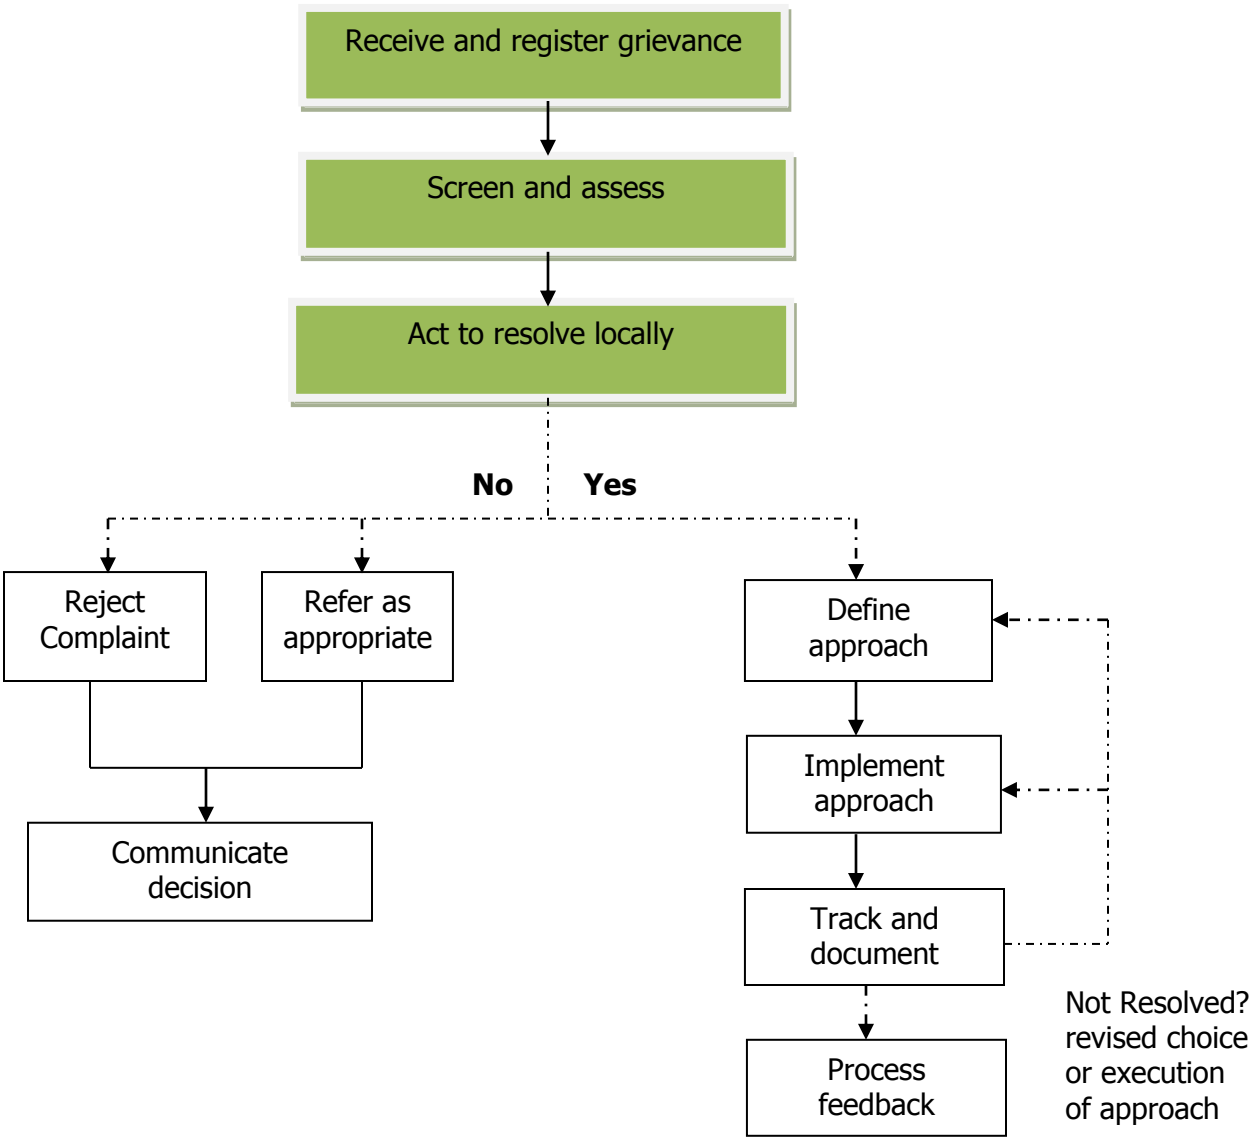 Receive and register grievance
Screen and assess
Act to resolve locally
No
Yes
Reject
Complaint
Refer as
appropriate
Communicate
decision
Define
approach
Implement
approach
Track and
document
Process
feedback
Not Resolved?
revised choice
or execution
of approach